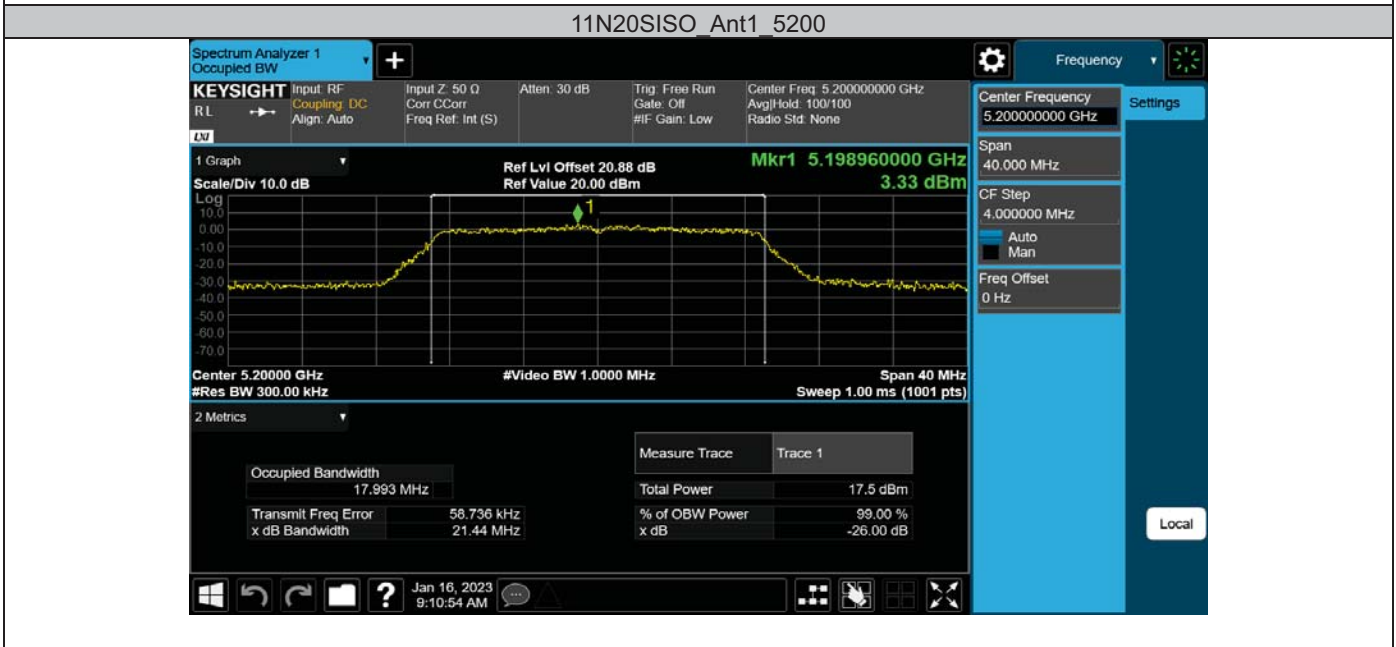 11N20SISO_Ant1_5200
Spectrum Analyzer 1
Occupied BW
Frequency
KEYSIGHT
RL
LXI
Input: RF
Coupling: DC
Align: Auto
Input Z: 50 Ω
Corr CCorr
Freq Ref: Int (S)
Atten: 30 dB
Trig: Free Run
Gate: Off
#IF Gain: Low
Center Freq: 5.200000000 GHz
Avg|Hold: 100/100
Radio Std: None
Center Frequency
5.200000000 GHz
Settings
Span
40.000 MHz
CF Step
4.000000 MHz
Auto
Man
Freq Offset
0 Hz
Local
1 Graph
Scale/Div 10.0 dB
Ref Lvl Offset 20.88 dB
Ref Value 20.00 dBm
Mkr1 5.198960000 GHz
3.33 dBm
Log
10.0
0.00
-10.0
-20.0
-30.0
-40.0
-50.0
-60.0
-70.0
1
Center 5.20000 GHz
#Res BW 300.00 kHz
#Video BW 1.0000 MHz
Span 40 MHz
Sweep 1.00 ms (1001 pts)
2 Metrics
Measure Trace Trace 1
Occupied Bandwidth
17.993 MHz
Total Power 17.5 dBm
Transmit Freq Error 58.736 kHz
% of OBW Power 99.00 %
x dB Bandwidth 21.44 MHz
x dB -26.00 dB
Jan 16, 2023
9:10:54 AM